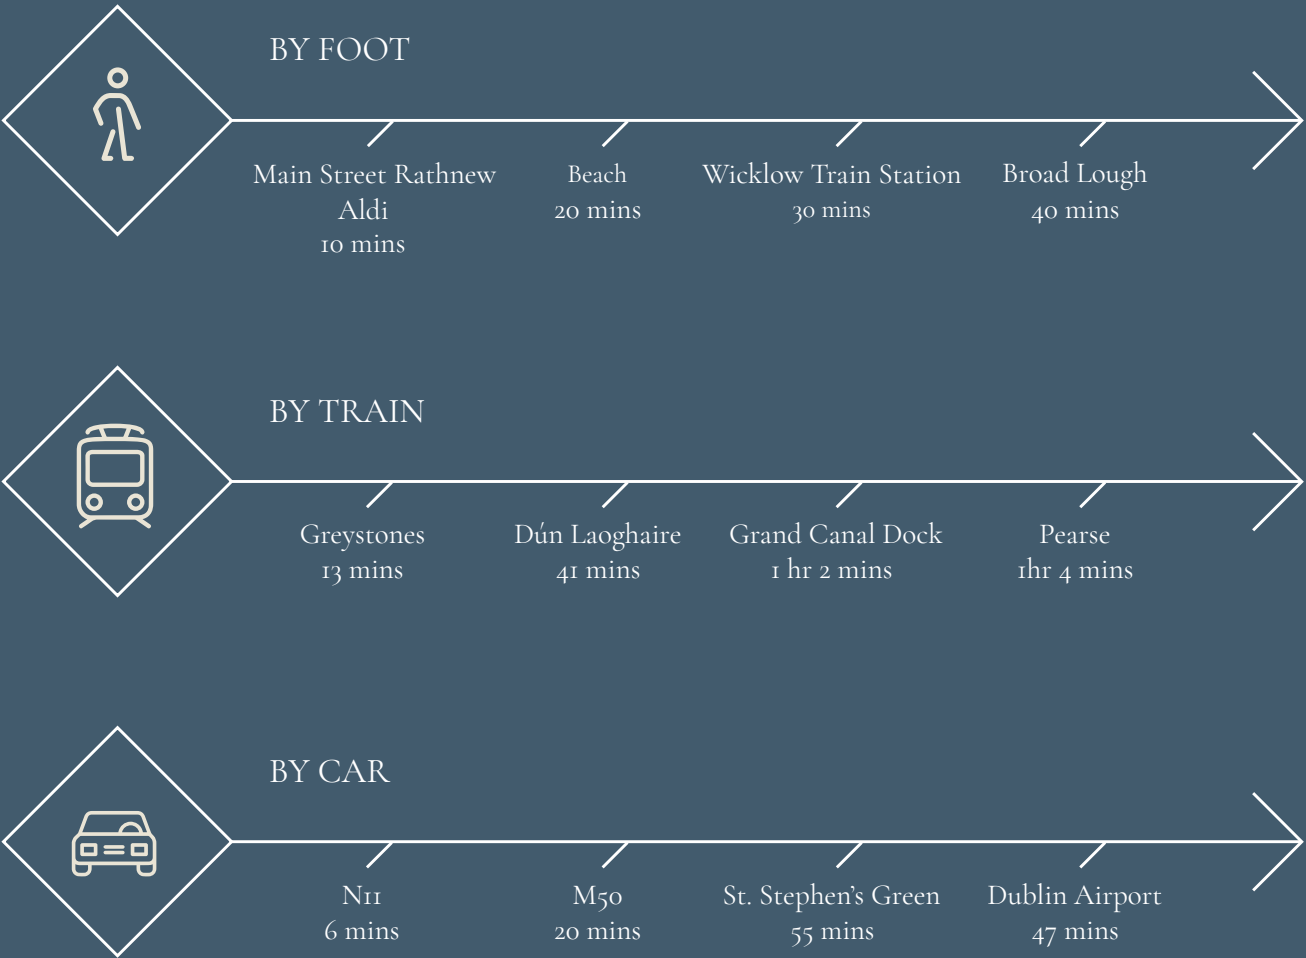 BY FOOT
Main Street Rathnew
Aldi
10 mins
Beach
20 mins
Wicklow Train Station
30 mins
Broad Lough
40 mins
BY TRAIN
Greystones
13 mins
Dún Laoghaire
41 mins
Grand Canal Dock
1 hr 2 mins
Pearse
1hr 4 mins
BY CAR
N11
6 mins
M50
20 mins
St. Stephen’s Green
55 mins
Dublin Airport
47 mins